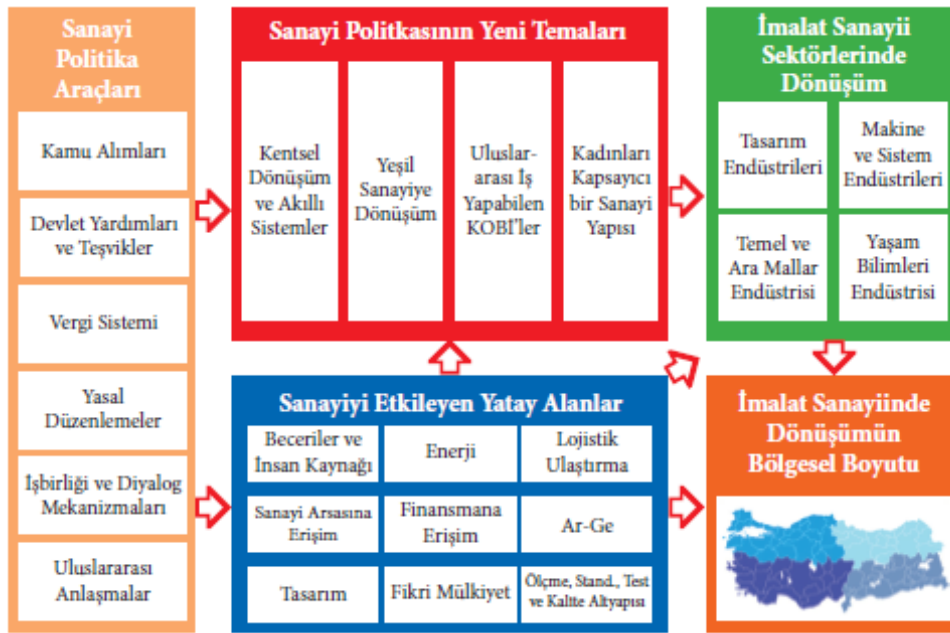 Sanayi
Politika
Araçları
Kamu Alımları
Devlet Yardımları
ve Teşvikler
Vergi Sistemi
Yasal
Düzenlemeler
İşbirliği ve Diyalog
Mekanizmaları
Uluslararası
Anlaşmalar
Sanayi Politkasının Yeni Temaları
Kentsel
Dönüşüm
ve Akıllı
Sistemler
Yeşil
Sanayiye
Dönüşüm
Uluslar-
arası İş
Yapabilen
KOBİ'ler
Kadınları
Kapsayıcı
bir Sanayi
Yapısı
İmalat Sanayii
Sektörlerinde
Dönüşüm
Tasarım
Endüstrileri
Makine
ve Sistem
Endüstrileri
Temel ve
Ara Mallar
Endüstrisi
Yaşam
Bilimleri
Endüstrisi
Sanayiyi Etkileyen Yatay Alanlar
Beceriler ve
İnsan Kaynağı
Enerji
Lojistik
Ulaştırma
Sanayi Arsasına
Erişim
Finansmana
Erişim
Ar-Ge
Tasarım
Fikri Mülkiyet
Ölçme, Stand., Test
ve Kalite Altyapısı
İmalat Sanayiinde
Dönüşümün
Bölgesel Boyutu